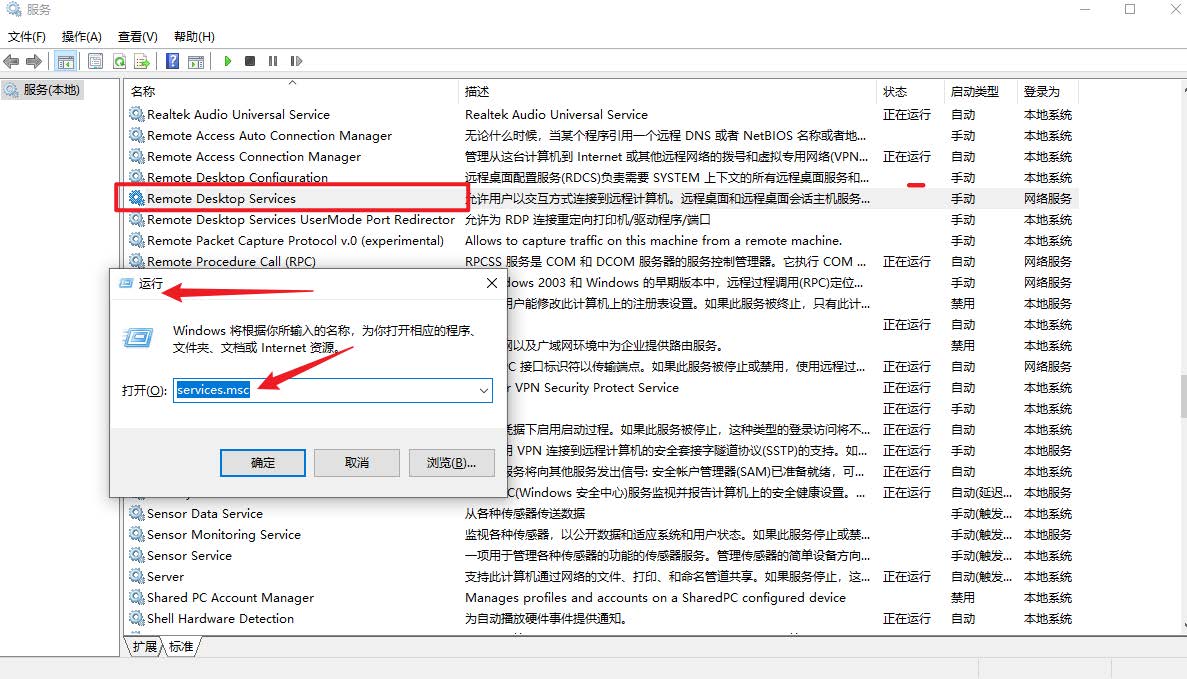 服务
文件(F) 操作(A) 查看(V) 帮助(H)
服务(本地)
名称 描述 状态 启动类型 登录为
Realtek Audio Universal Service Realtek Audio Universal Service 正在运行 自动 本地系统
Remote Access Auto Connection Manager 无论什么时候，当某个程序引用一个远程 DNS 或者 NetBIOS 名称或者地... 手动 本地系统
Remote Access Connection Manager 管理从这台计算机到 Internet 或其他远程网络的拨号和虚拟专用网络(VPN... 正在运行 自动 本地系统
Remote Desktop Configuration 远程桌面配置服务(RDCS)负责需要 SYSTEM 上下文的所有远程桌面服务和... 手动 本地系统
Remote Desktop Services 允许用户以交互方式连接到远程计算机。远程桌面和远程桌面会话主机服务... 手动 网络服务
Remote Desktop Services UserMode Port Redirector 允许为 RDP 连接重定向打印机/驱动程序/端口 手动 本地系统
Remote Packet Capture Protocol v.0 (experimental) Allows to capture traffic on this machine from a remote machine. 手动 本地系统
Remote Procedure Call (RPC) RPCSS 服务是 COM 和 DCOM 服务器的服务控制管理器。它执行 COM ... 正在运行 自动 网络服务
dows 2003 和 Windows 的早期版本中，远程过程调用(RPC)定位... 手动 网络服务
用户能修改此计算机上的注册表设置。如果此服务被终止，只有此计... 禁用 本地服务
正在运行 自动 本地系统
网以及广域网环境中为企业提供路由服务。 禁用 本地系统
C 接口标识符以传输端点。如果此服务被停止或禁用，使用远程过... 正在运行 自动 网络服务
r VPN Security Protect Service 正在运行 自动 本地系统
正在运行 手动 本地系统
凭据下启用启动过程。如果此服务被停止，这种类型的登录访问将不... 正在运行 自动 本地系统
用 VPN 连接到远程计算机的安全套接字隧道协议(SSTP)的支持。如... 正在运行 手动 本地服务
服务将向其他服务发出信号: 安全帐户管理器(SAM)已准备就绪，可... 正在运行 自动 本地系统
C(Windows 安全中心)服务监视并报告计算机上的安全健康设置。... 正在运行 自动(延迟... 本地服务
Sensor Data Service 从各种传感器传送数据 手动(触发... 本地系统
Sensor Monitoring Service 监视各种传感器，以公开数据和适应系统和用户状态。如果此服务停止或禁... 手动(触发... 本地服务
Sensor Service 一项用于管理各种传感器的功能的传感器服务。管理传感器的简单设备方向... 手动(触发... 本地系统
Server 支持此计算机通过网络的文件、打印、和命名管道共享。如果服务停止，这... 正在运行 自动(触发... 本地系统
Shared PC Account Manager Manages profiles and accounts on a SharedPC configured device 禁用 本地系统
Shell Hardware Detection 为自动播放硬件事件提供通知。 正在运行 自动 本地系统
扩展 标准
运行
Windows 将根据你所输入的名称，为你打开相应的程序、
文件夹、文档或 Internet 资源。
打开(O): services.msc
确定 取消 浏览(B)...